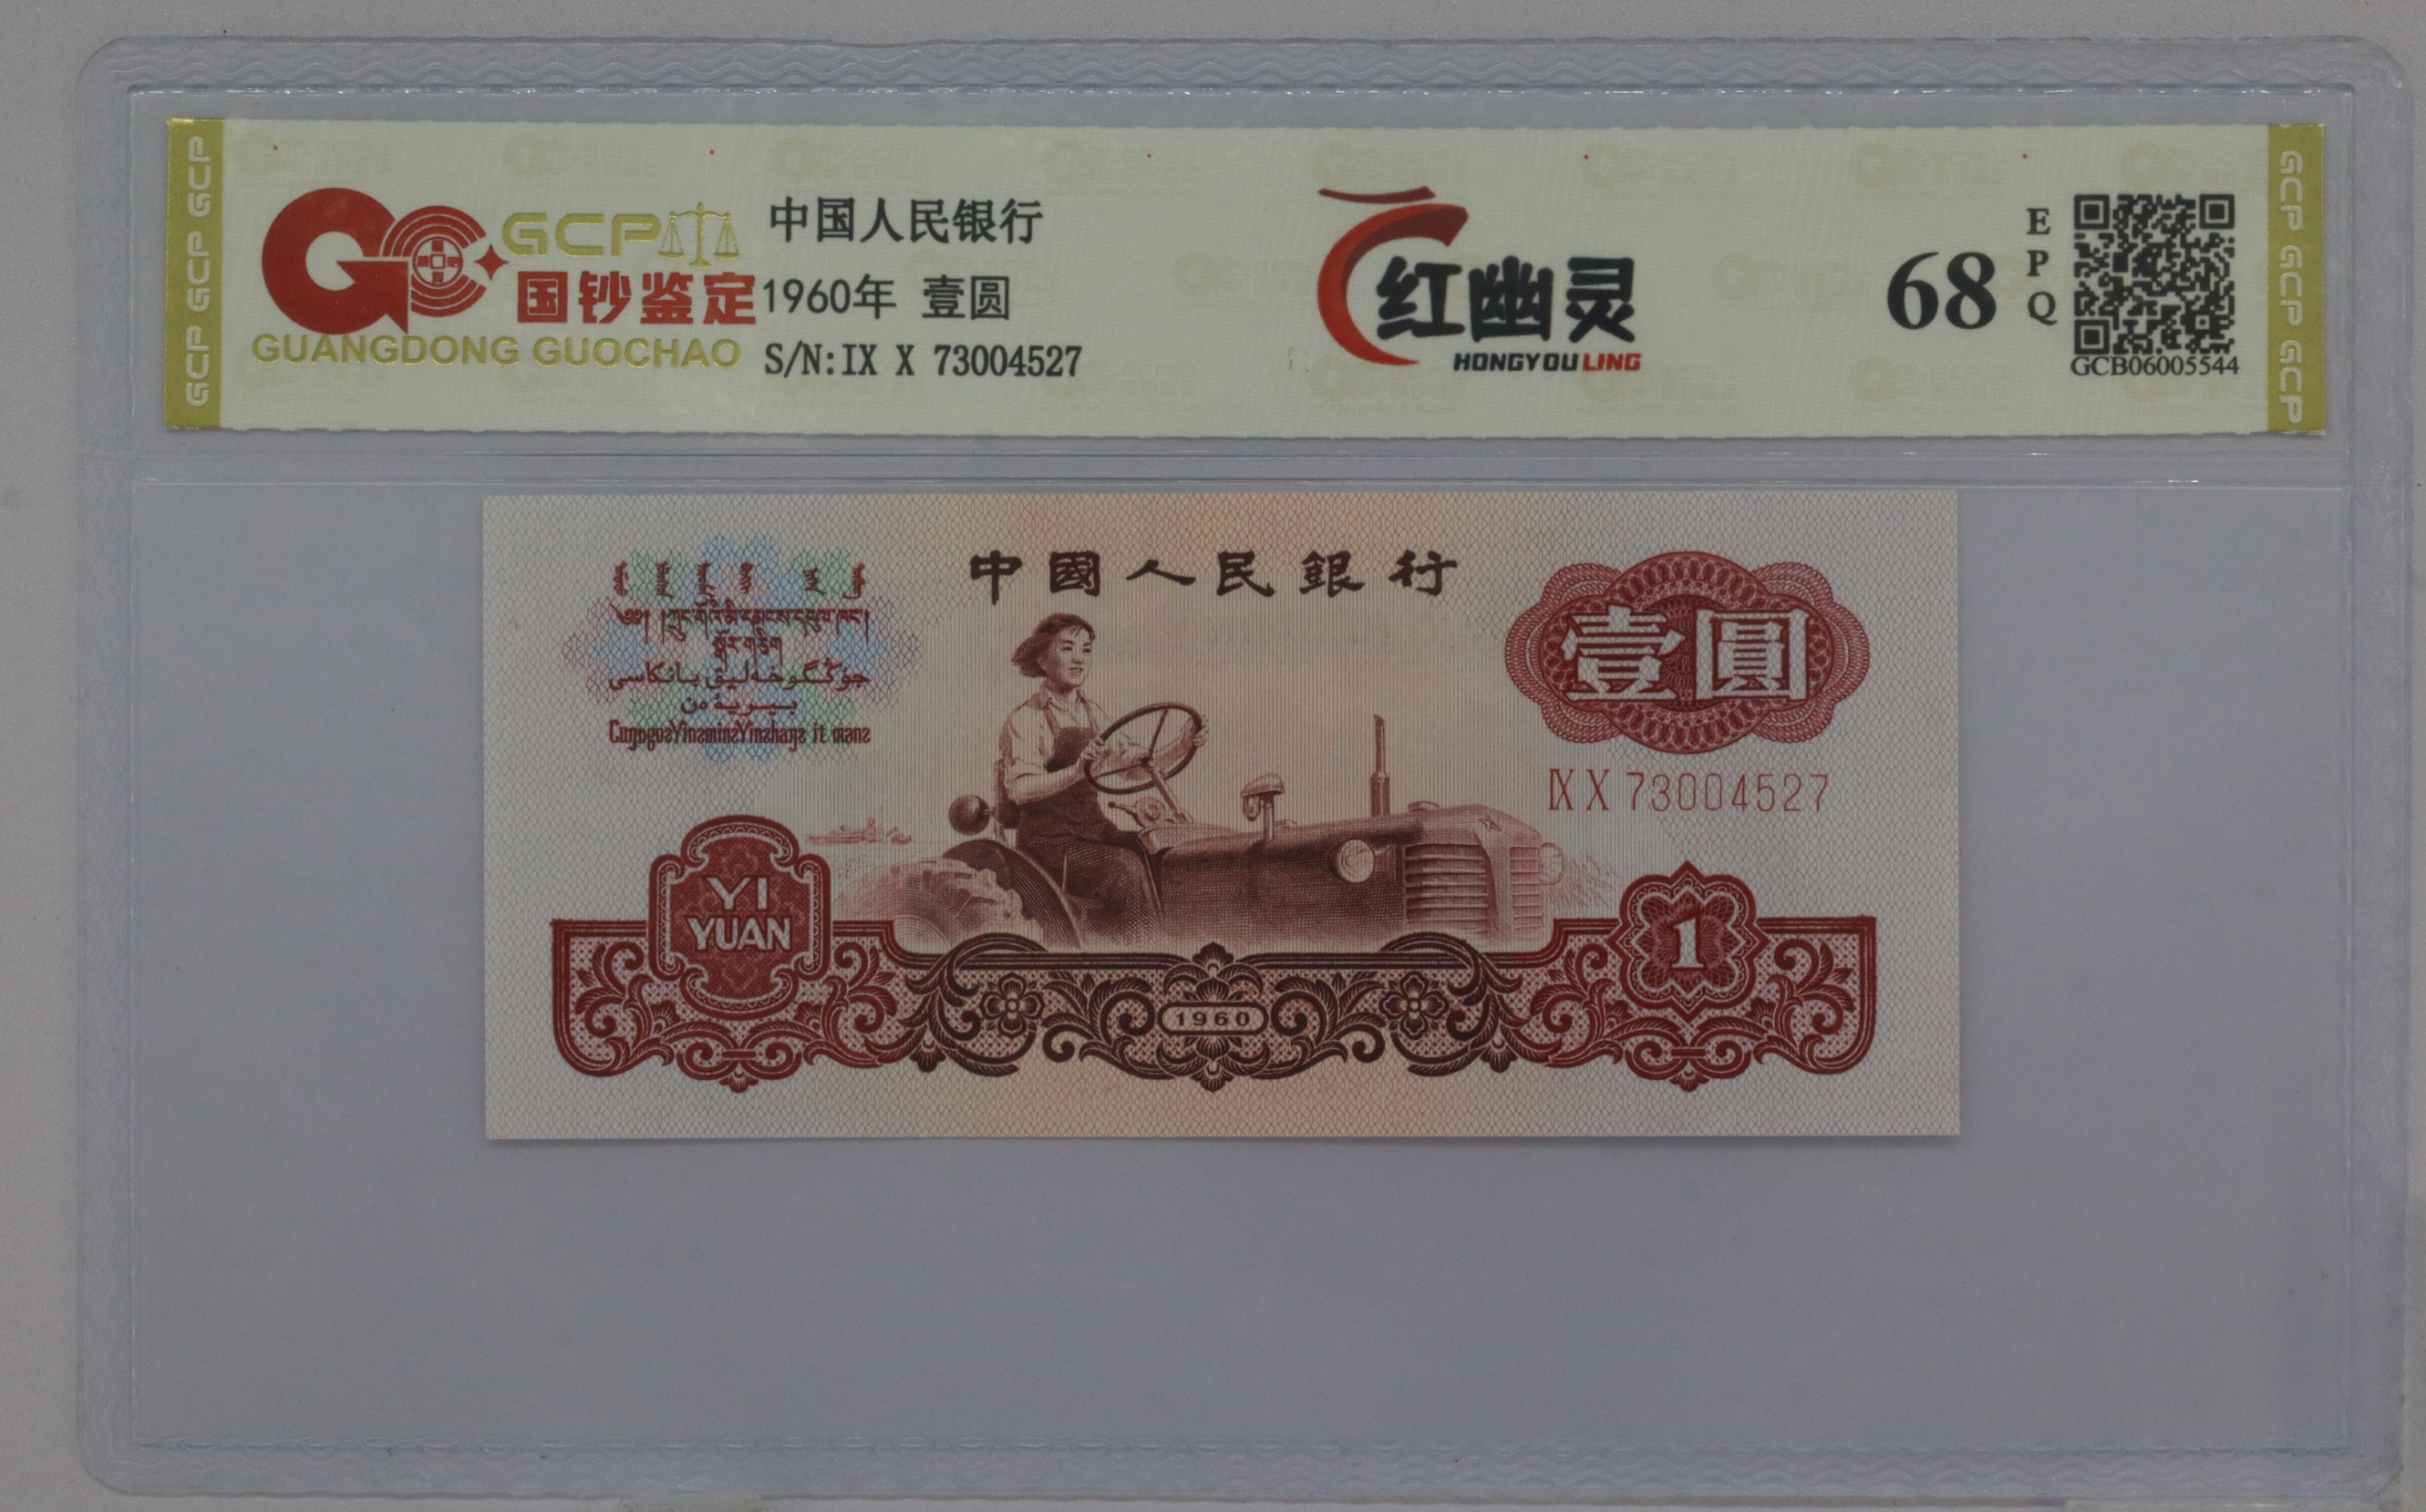 GCP GCP GCP
GCP
国钞鉴定
GUANGDONG GUOCHAO
中国人民银行
1960年 壹圆
S/N:IX X 73004527
红幽灵
HONGYOULING
68
EPQ
GCB06005544
GCP GCP GCP
中國人民銀行
壹圓
IX X 73004527
YI
YUAN
1
1960